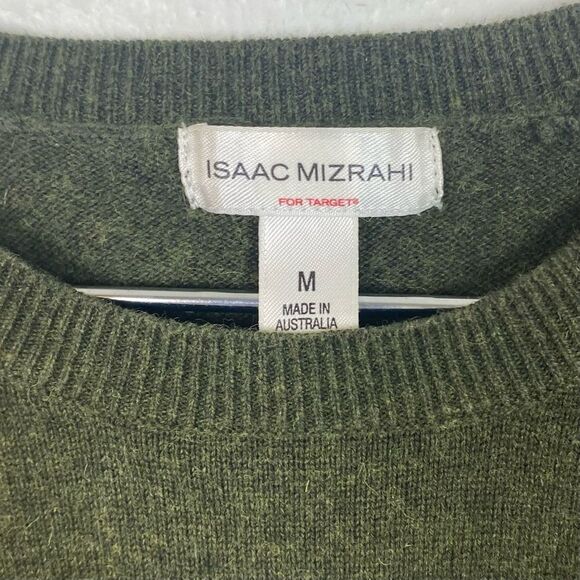 ISAAC MIZRAHI
FOR TARGET®
M
MADE IN
AUSTRALIA